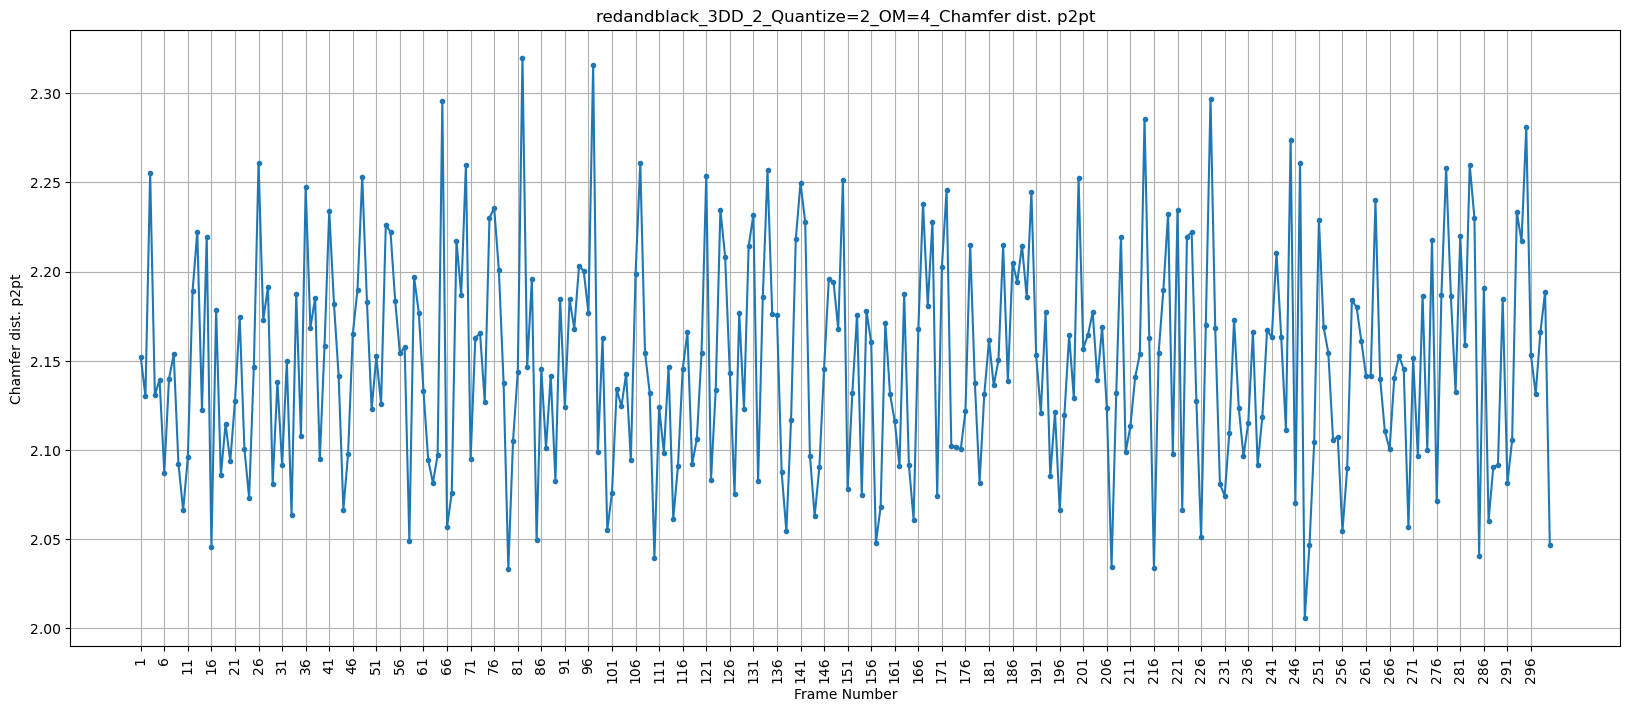 redandblack_3DD_2_Quantize=2_OM=4_Chamfer dist. p2pt
2.30
2.25
2.20
2.15
2.10
2.05
2.00
Chamfer dist. p2pt
1 6 11 16 21 26 31 36 41 46 51 56 61 66 71 76 81 86 91 96 101 106 111 116 121 126 131 136 141 146 151 156 161 166 171 176 181 186 191 196 201 206 211 216 221 226 231 236 241 246 251 256 261 266 271 276 281 286 291 296
Frame Number